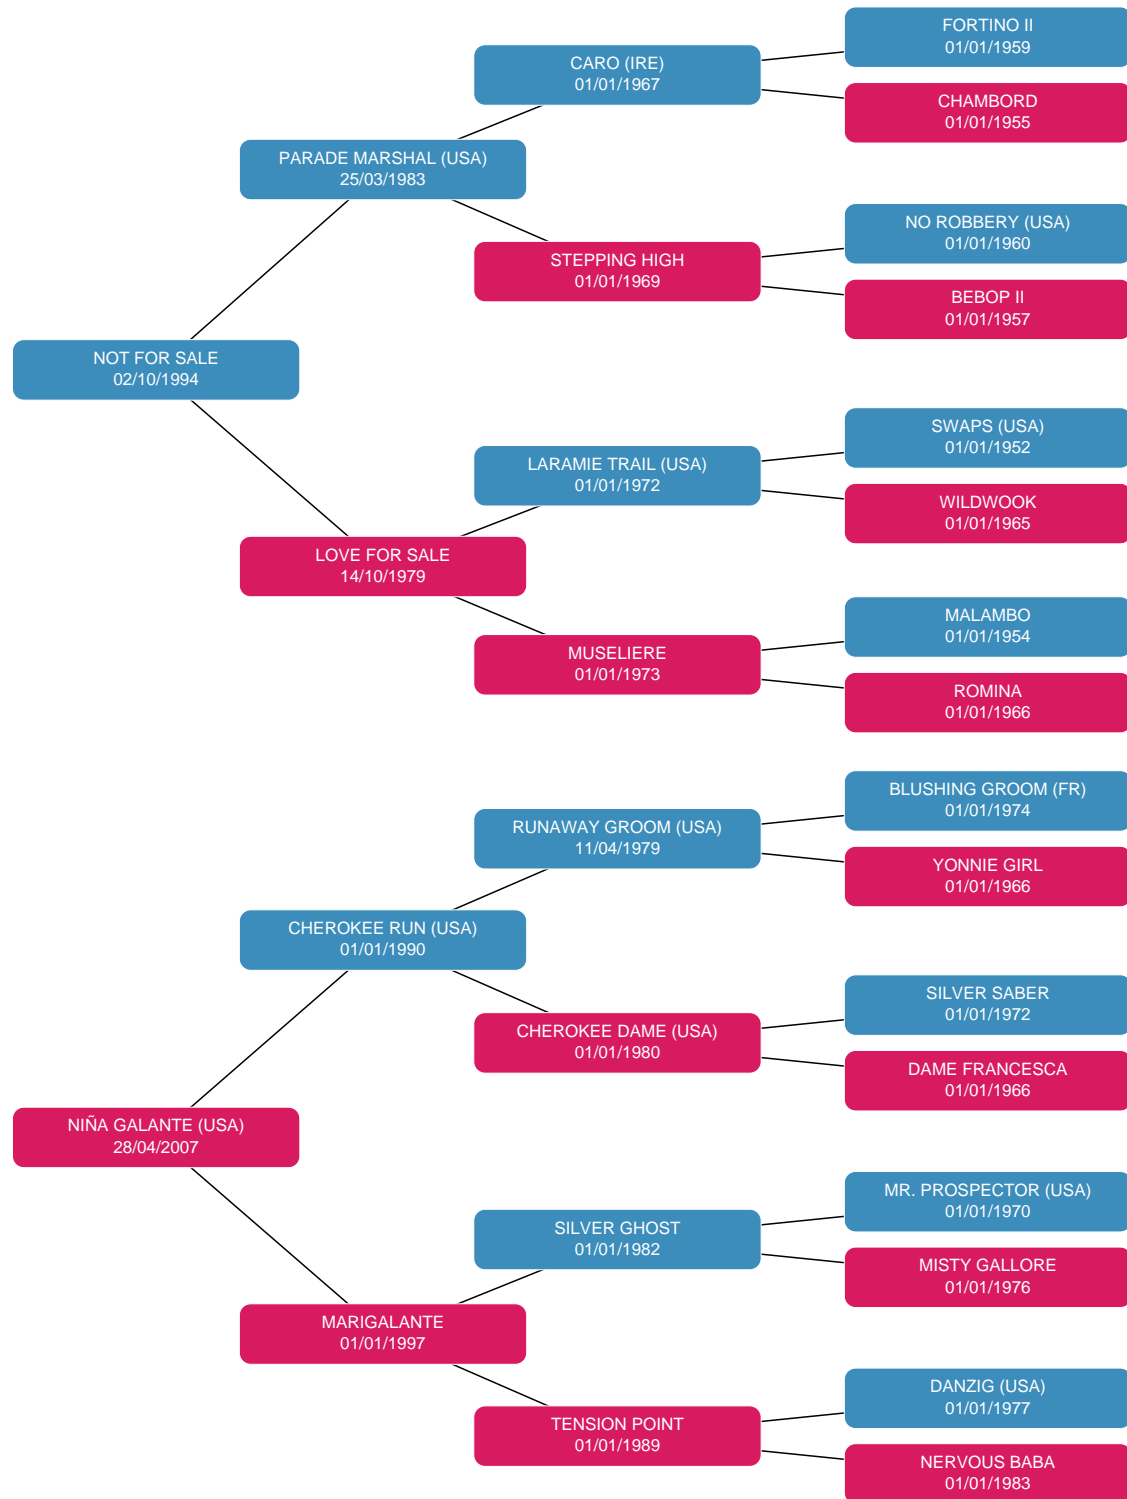 FORTINO II
01/01/1959
CARO (IRE)
01/01/1967
CHAMBORD
01/01/1955
PARADE MARSHAL (USA)
25/03/1983
NO ROBBERY (USA)
01/01/1960
STEPPING HIGH
01/01/1969
BEBOP II
01/01/1957
NOT FOR SALE
02/10/1994
SWAPS (USA)
01/01/1952
LARAMIE TRAIL (USA)
01/01/1972
WILDWOOK
01/01/1965
LOVE FOR SALE
14/10/1979
MALAMBO
01/01/1954
MUSELIERE
01/01/1973
ROMINA
01/01/1966
BLUSHING GROOM (FR)
01/01/1974
RUNAWAY GROOM (USA)
11/04/1979
YONNIE GIRL
01/01/1966
CHEROKEE RUN (USA)
01/01/1990
SILVER SABER
01/01/1972
CHEROKEE DAME (USA)
01/01/1980
DAME FRANCESCA
01/01/1966
NIÑA GALANTE (USA)
28/04/2007
MR. PROSPECTOR (USA)
01/01/1970
SILVER GHOST
01/01/1982
MISTY GALLORE
01/01/1976
MARIGALANTE
01/01/1997
DANZIG (USA)
01/01/1977
TENSION POINT
01/01/1989
NERVOUS BABA
01/01/1983